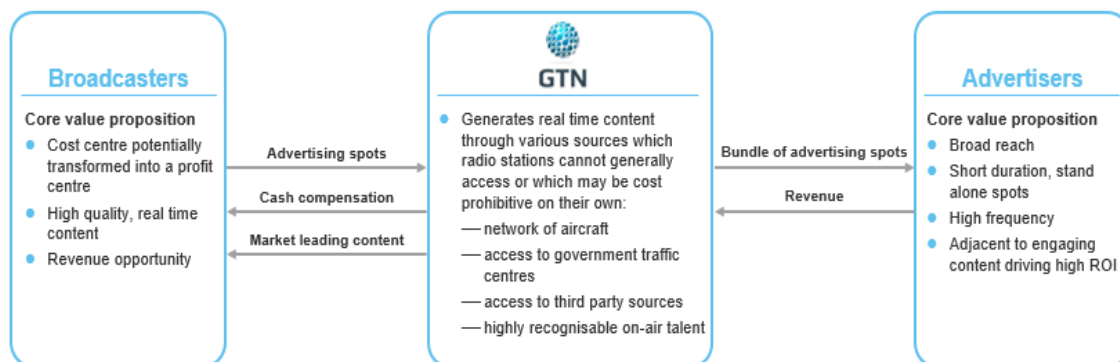 Broadcasters
Core value proposition
Cost centre potentially
transformed into a profit
centre
High quality, real time
content
Revenue opportunity
Advertising spots
Cash compensation
Market leading content
GTN
Generates real time content
through various sources which
radio stations cannot generally
access or which may be cost
prohibitive on their own:
— network of aircraft
— access to government traffic
centres
— access to third party sources
— highly recognisable on-air talent
Bundle of advertising spots
Revenue
Advertisers
Core value proposition
Broad reach
Short duration, stand
alone spots
High frequency
Adjacent to engaging
content driving high ROI